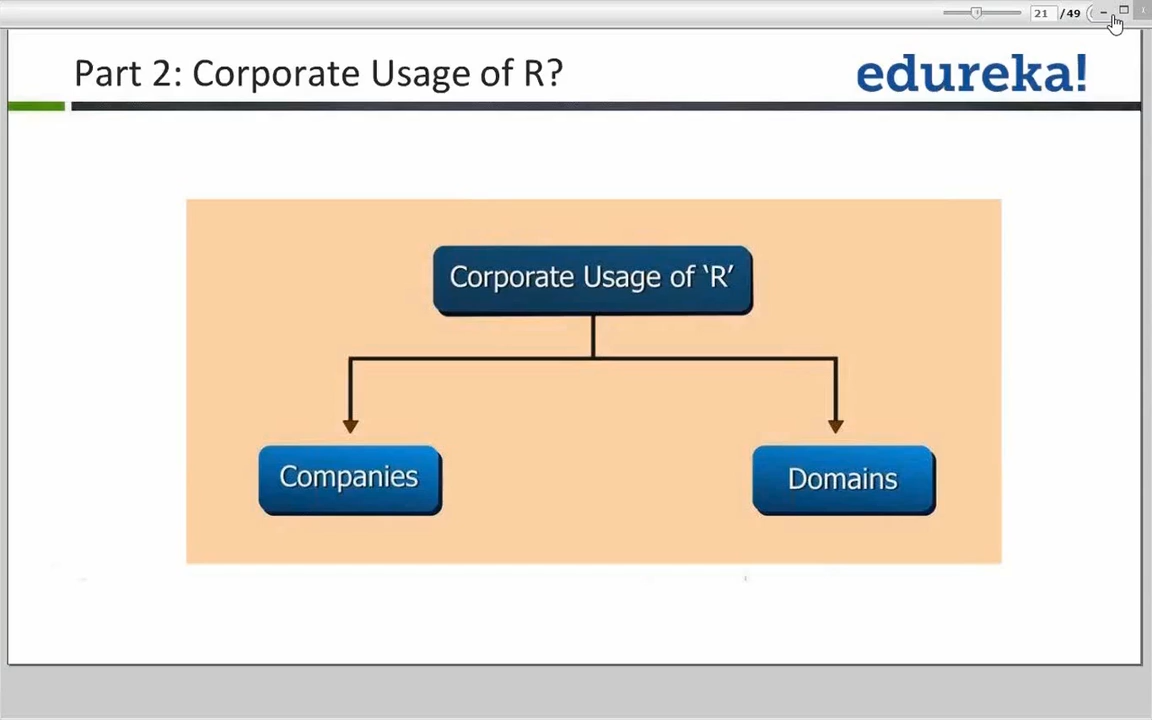 21 /49
Part 2: Corporate Usage of R?
edureka!
Corporate Usage of ‘R’
Companies
Domains